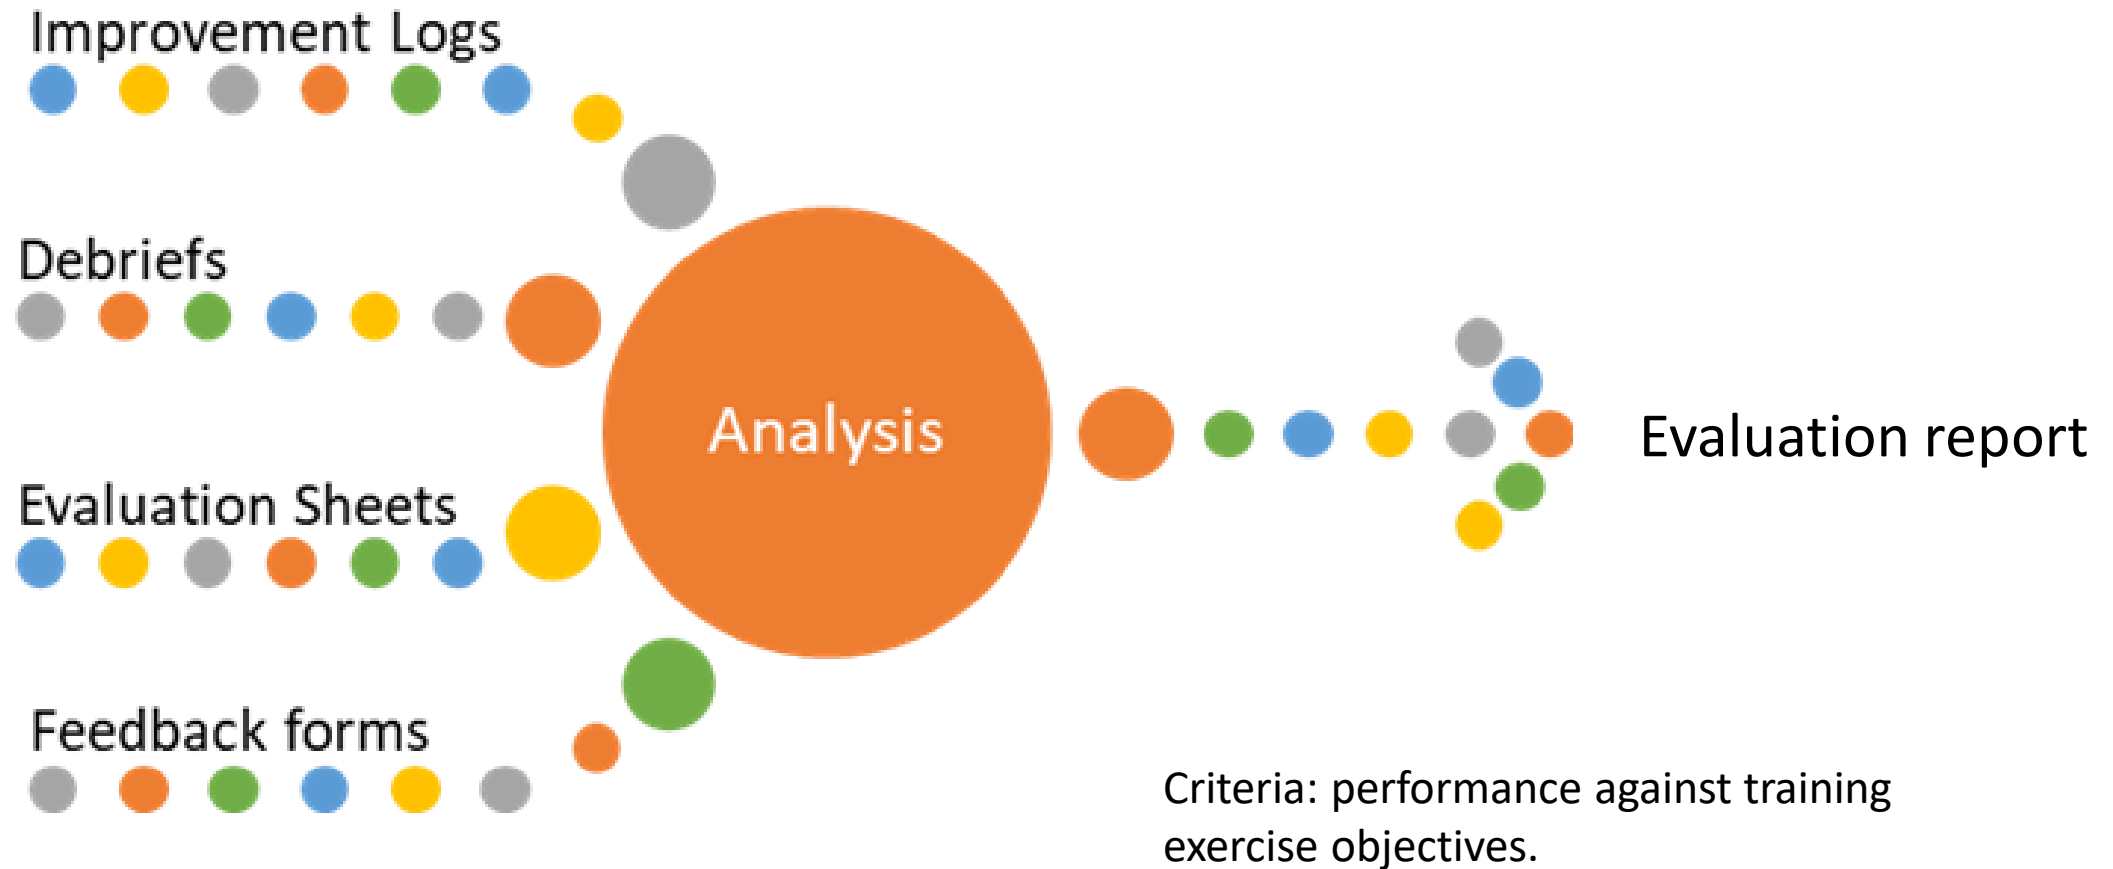 Improvement Logs
Debriefs
Evaluation Sheets
Feedback forms
Analysis
Evaluation report
Criteria: performance against training
exercise objectives.